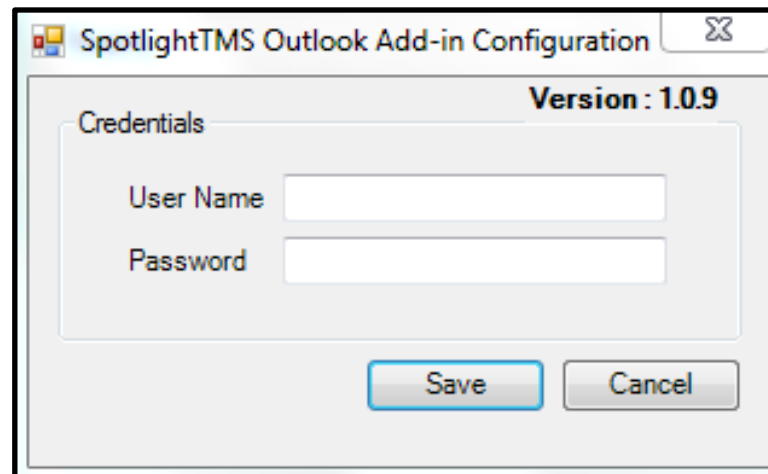 SpotlightTMS Outlook Add-in Configuration
Version : 1.0.9
Credentials
User Name
Password
Save Cancel